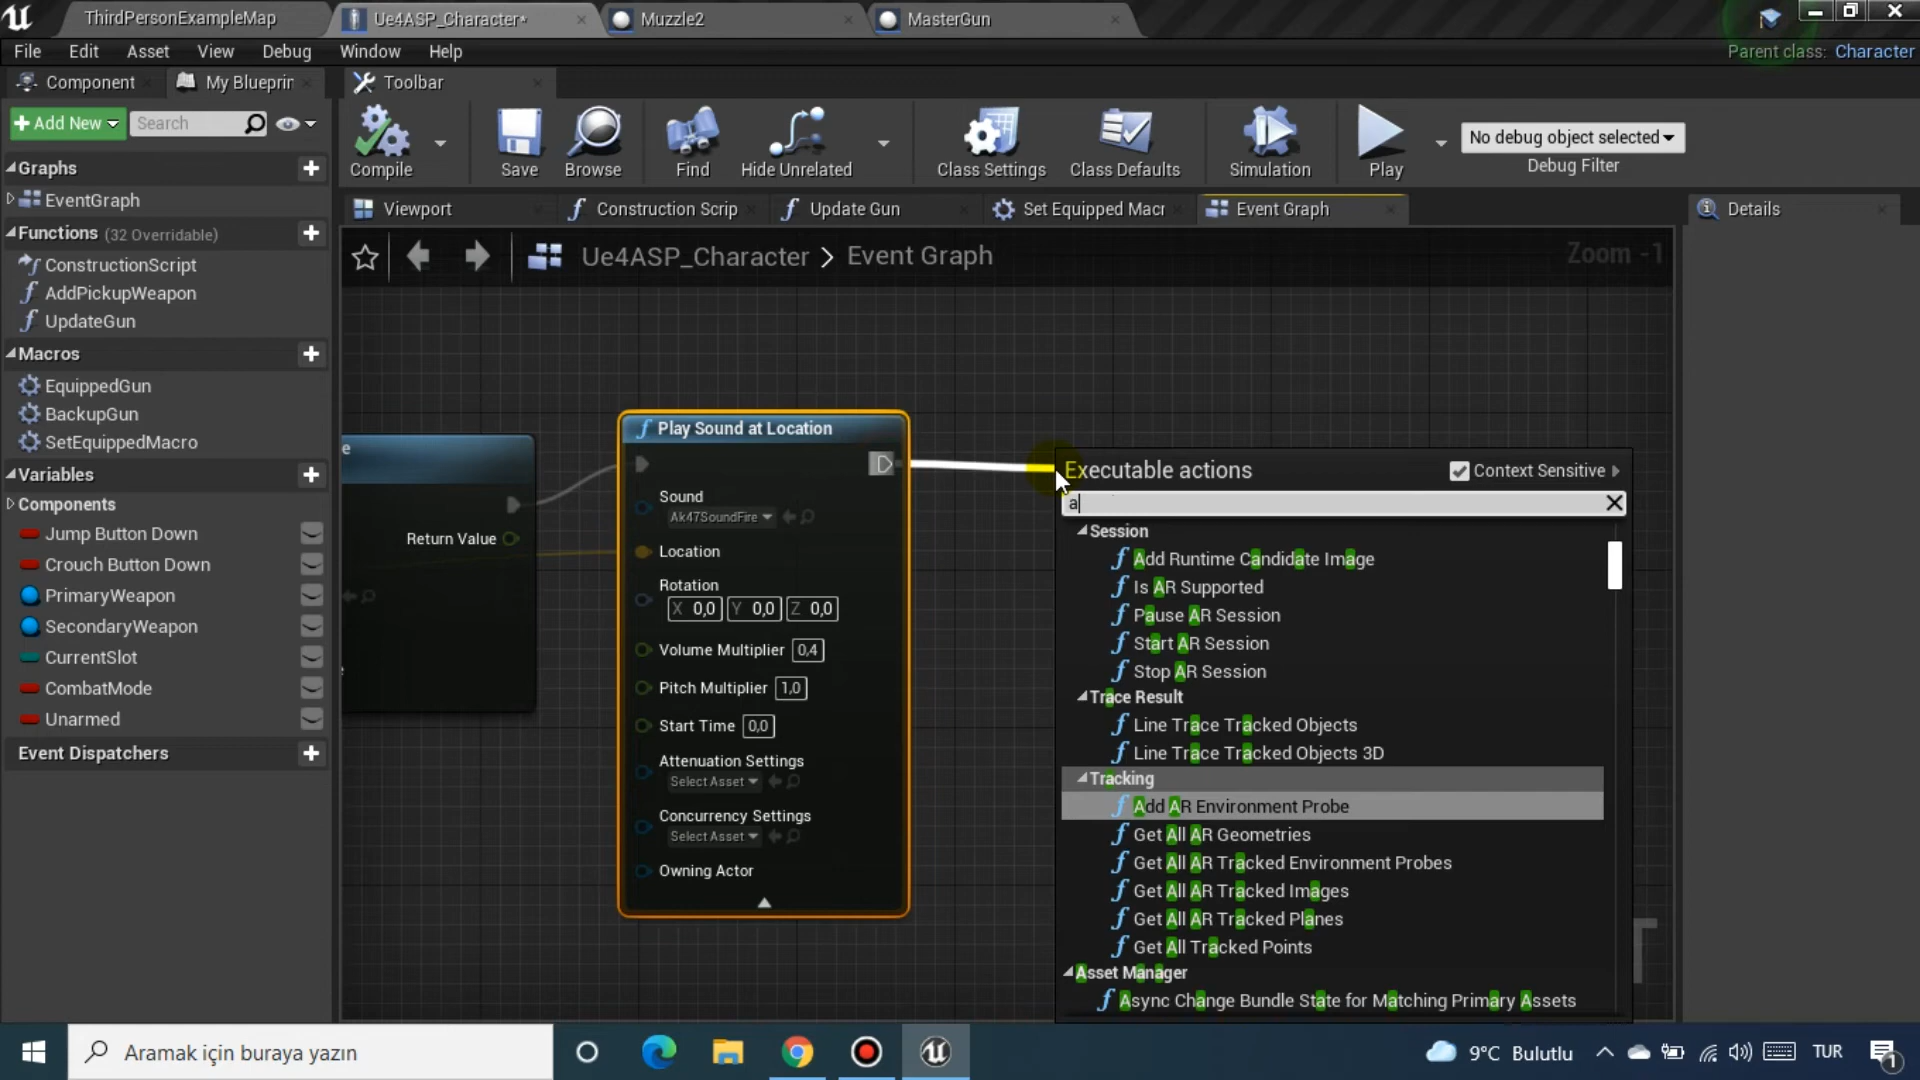 ThirdPersonExampleMap
Ue4ASP_Character*
Muzzle2
MasterGun
File Edit Asset View Debug Window Help
Parent class: Character
Component
My Blueprin
Toolbar
+ Add New
Search
Compile
Save
Browse
Find
Hide Unrelated
Class Settings
Class Defaults
Simulation
Play
No debug object selected
Debug Filter
Graphs
EventGraph
Functions (32 Overridable)
ConstructionScript
AddPickupWeapon
UpdateGun
Macros
EquippedGun
BackupGun
SetEquippedMacro
Variables
Components
Jump Button Down
Crouch Button Down
PrimaryWeapon
SecondaryWeapon
CurrentSlot
CombatMode
Unarmed
Event Dispatchers
Viewport
Construction Scrip
Update Gun
Set Equipped Macr
Event Graph
Details
Ue4ASP_Character > Event Graph
Zoom -1
e
Return Value
Play Sound at Location
Sound
Ak47SoundFire
Location
Rotation
X 0,0 Y 0,0 Z 0,0
Volume Multiplier 0,4
Pitch Multiplier 1,0
Start Time 0,0
Attenuation Settings
Select Asset
Concurrency Settings
Select Asset
Owning Actor
Executable actions
Context Sensitive
a
Session
Add Runtime Candidate Image
Is AR Supported
Pause AR Session
Start AR Session
Stop AR Session
Trace Result
Line Trace Tracked Objects
Line Trace Tracked Objects 3D
Tracking
Add AR Environment Probe
Get All AR Geometries
Get All AR Tracked Environment Probes
Get All AR Tracked Images
Get All AR Tracked Planes
Get All Tracked Points
Asset Manager
Async Change Bundle State for Matching Primary Assets
T
Aramak için buraya yazın
9°C Bulutlu
TUR
1